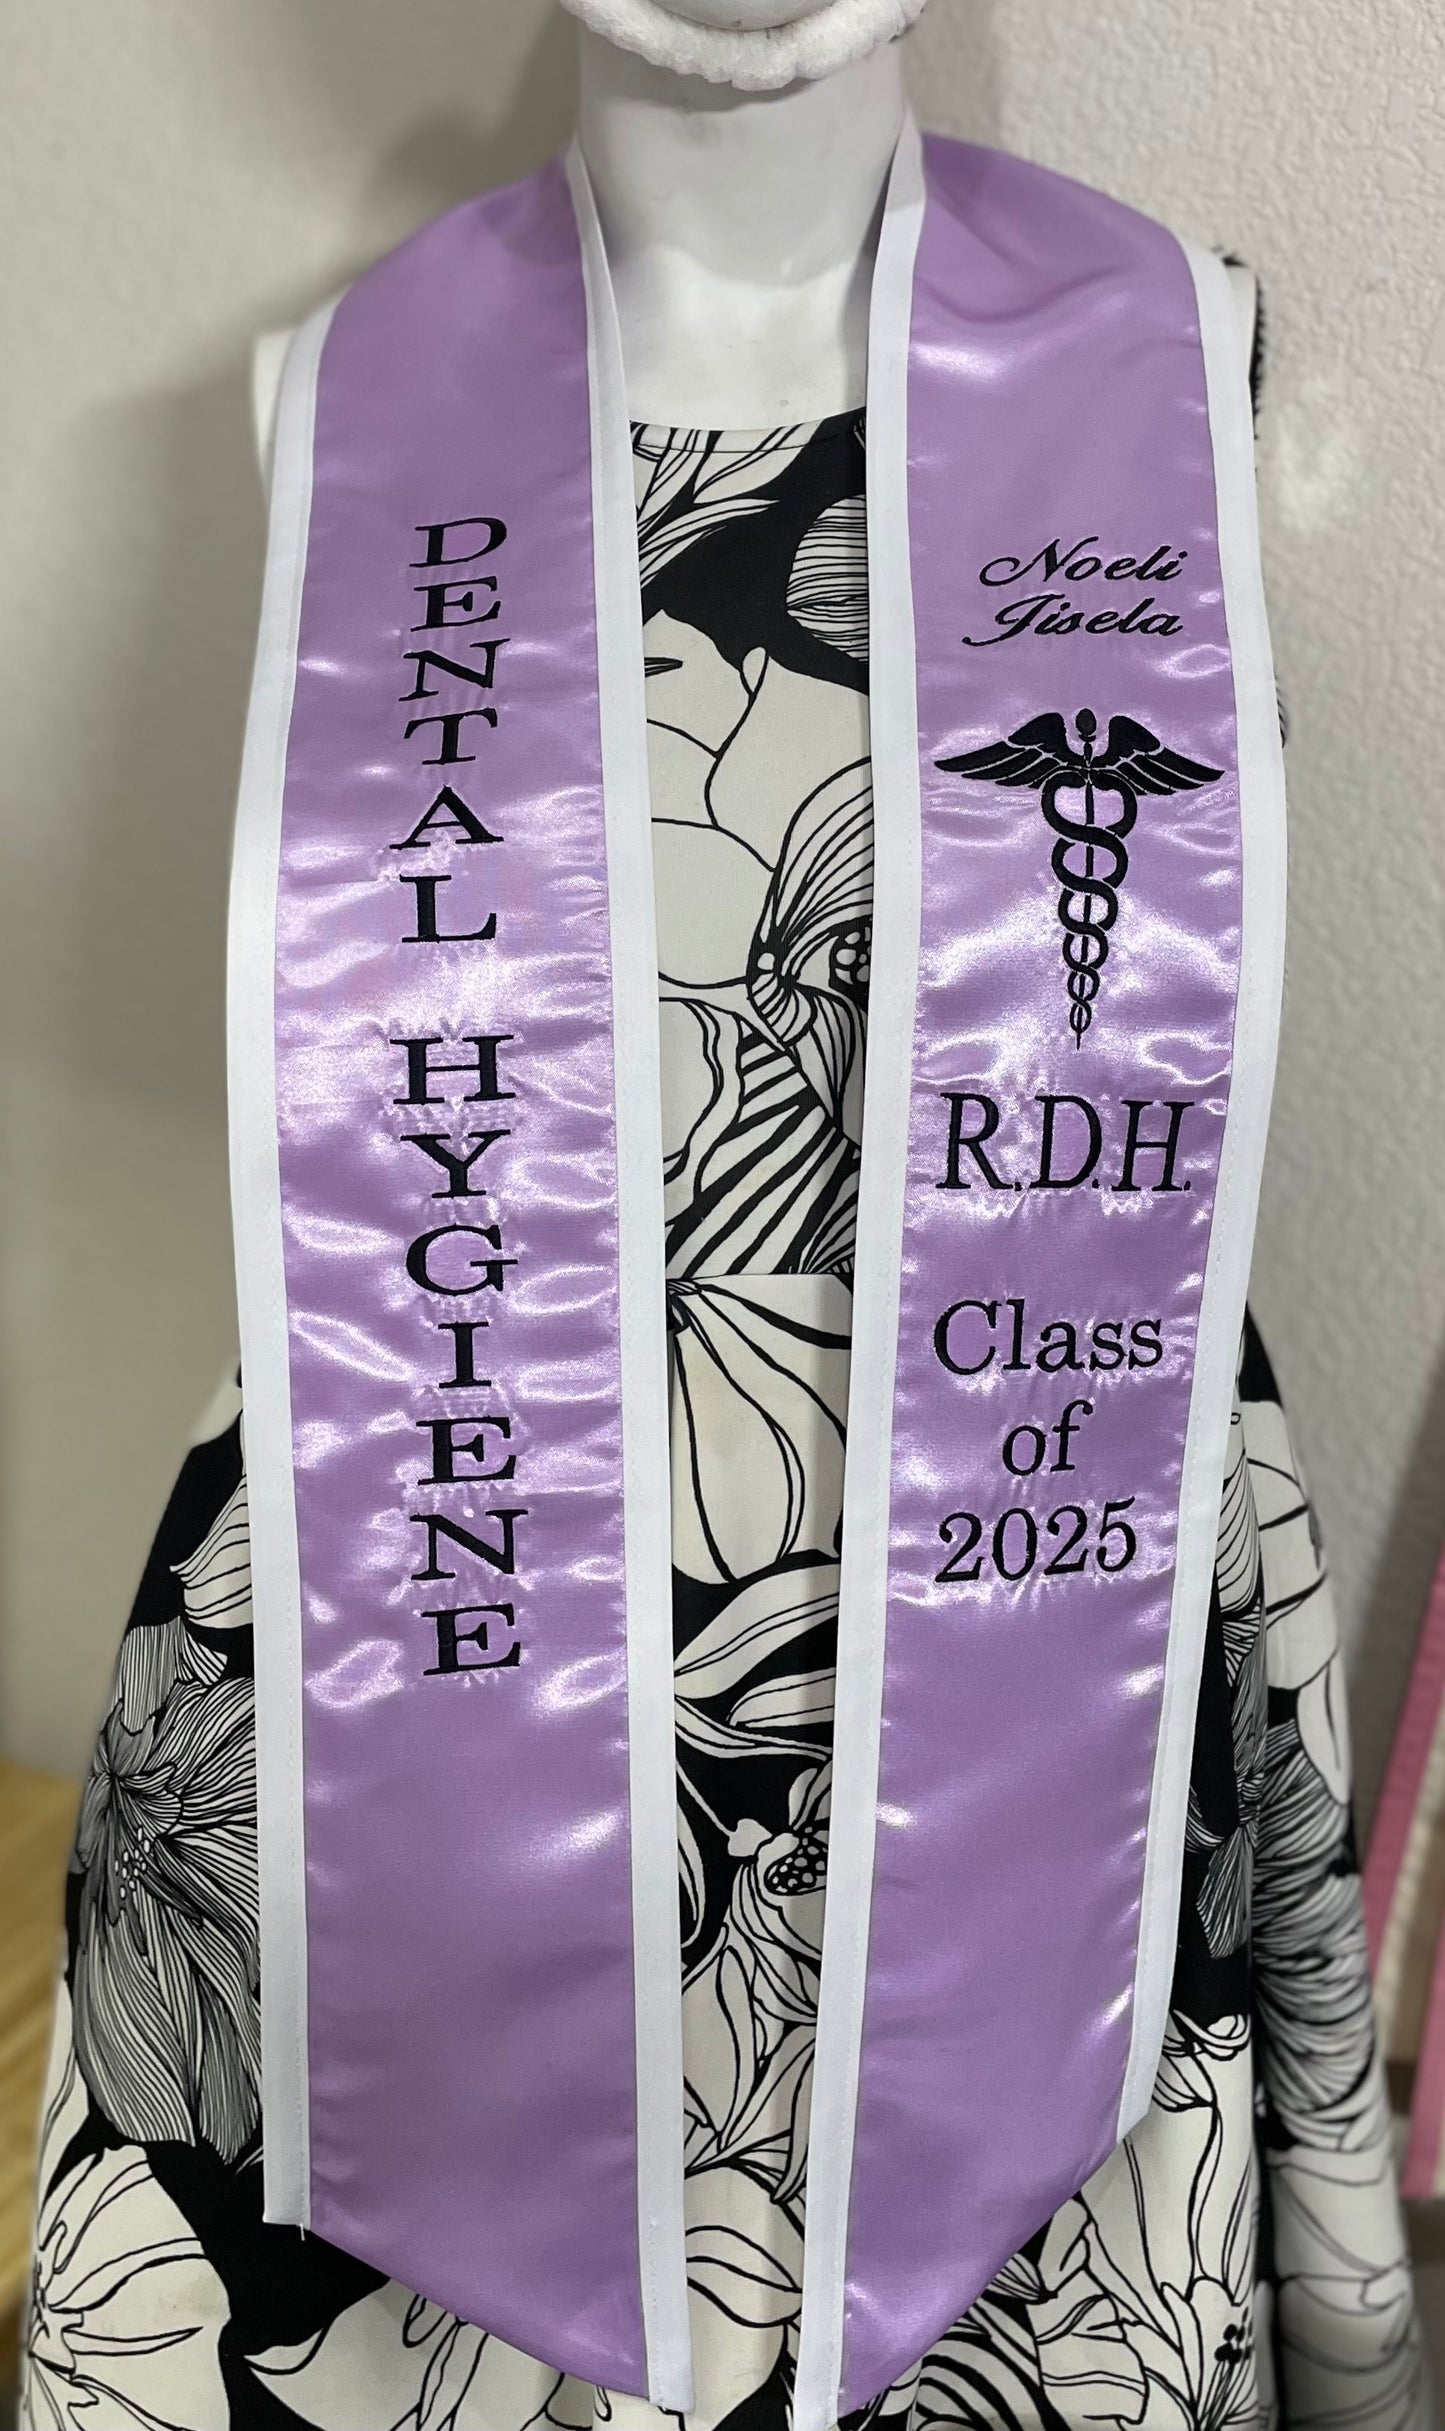 DENTAL HYGIENE
Noeli
Jisela
R.D.H.
Class
of
2025